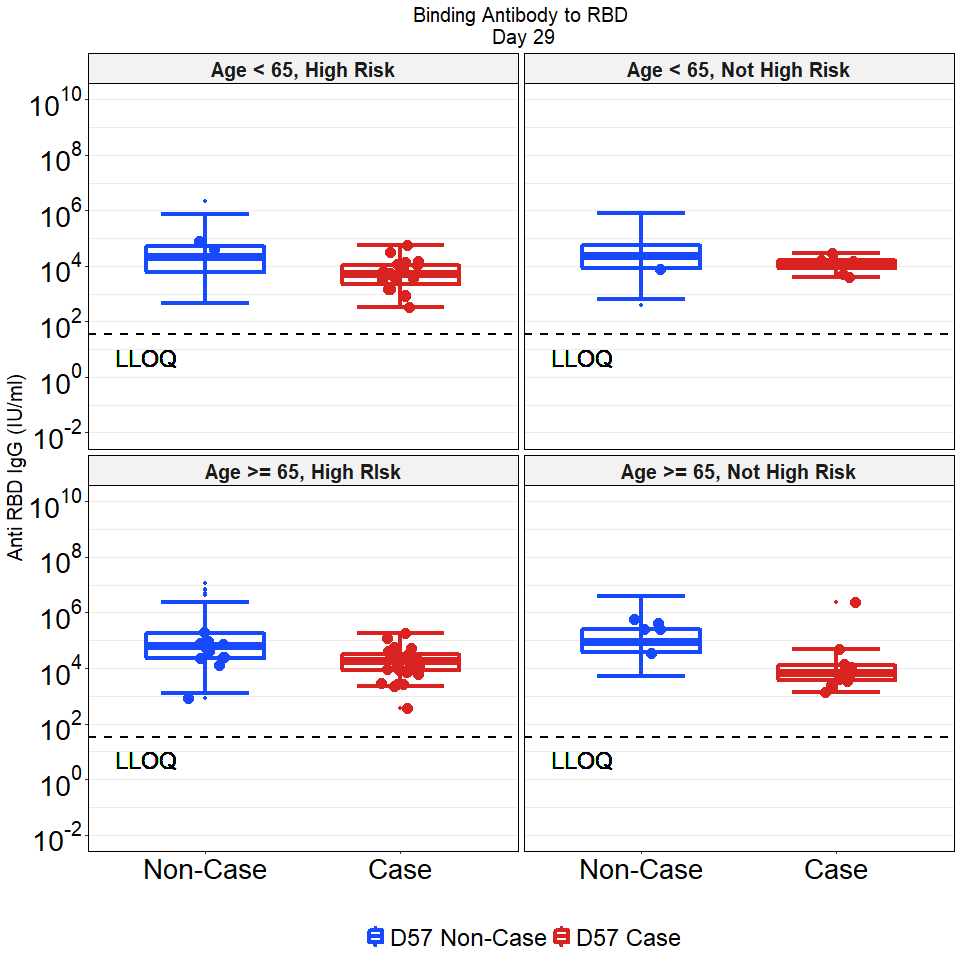 Binding Antibody to RBD
Day 29
Age < 65, High Risk
Age < 65, Not High Risk
10^10
10^8
10^6
10^4
10^2
10^0
10^-2
LLOQ
LLOQ
Anti RBD IgG (IU/ml)
Age >= 65, High RIsk
Age >= 65, Not High Risk
10^10
10^8
10^6
10^4
10^2
10^0
10^-2
LLOQ
LLOQ
Non-Case Case Non-Case Case
D57 Non-Case D57 Case